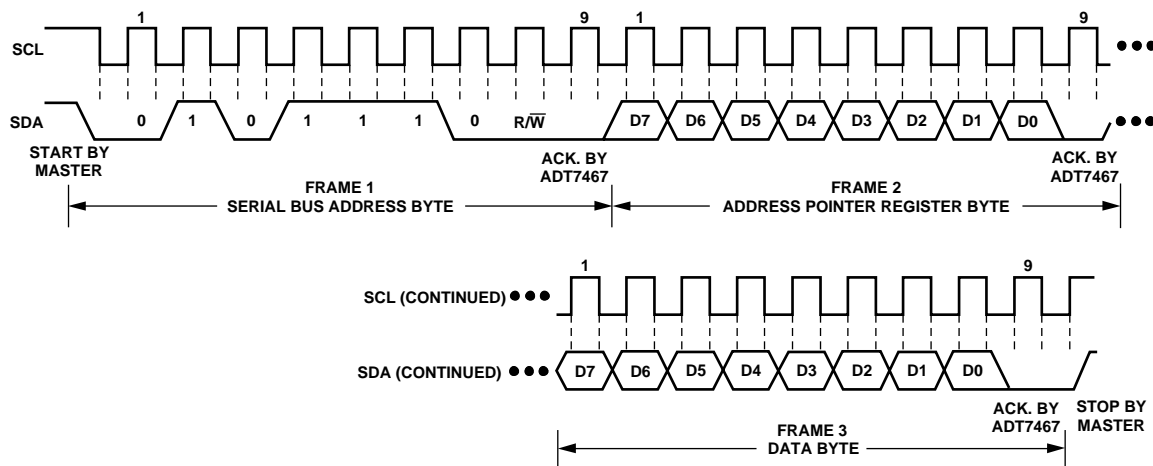 1 9 1 9
SCL
SDA 0 1 0 1 1 1 0 R/W̅ D7 D6 D5 D4 D3 D2 D1 D0
START BY
MASTER
ACK. BY
ADT7467
ACK. BY
ADT7467
FRAME 1
SERIAL BUS ADDRESS BYTE
FRAME 2
ADDRESS POINTER REGISTER BYTE
1 9
SCL (CONTINUED)
SDA (CONTINUED) D7 D6 D5 D4 D3 D2 D1 D0
ACK. BY
ADT7467
STOP BY
MASTER
FRAME 3
DATA BYTE